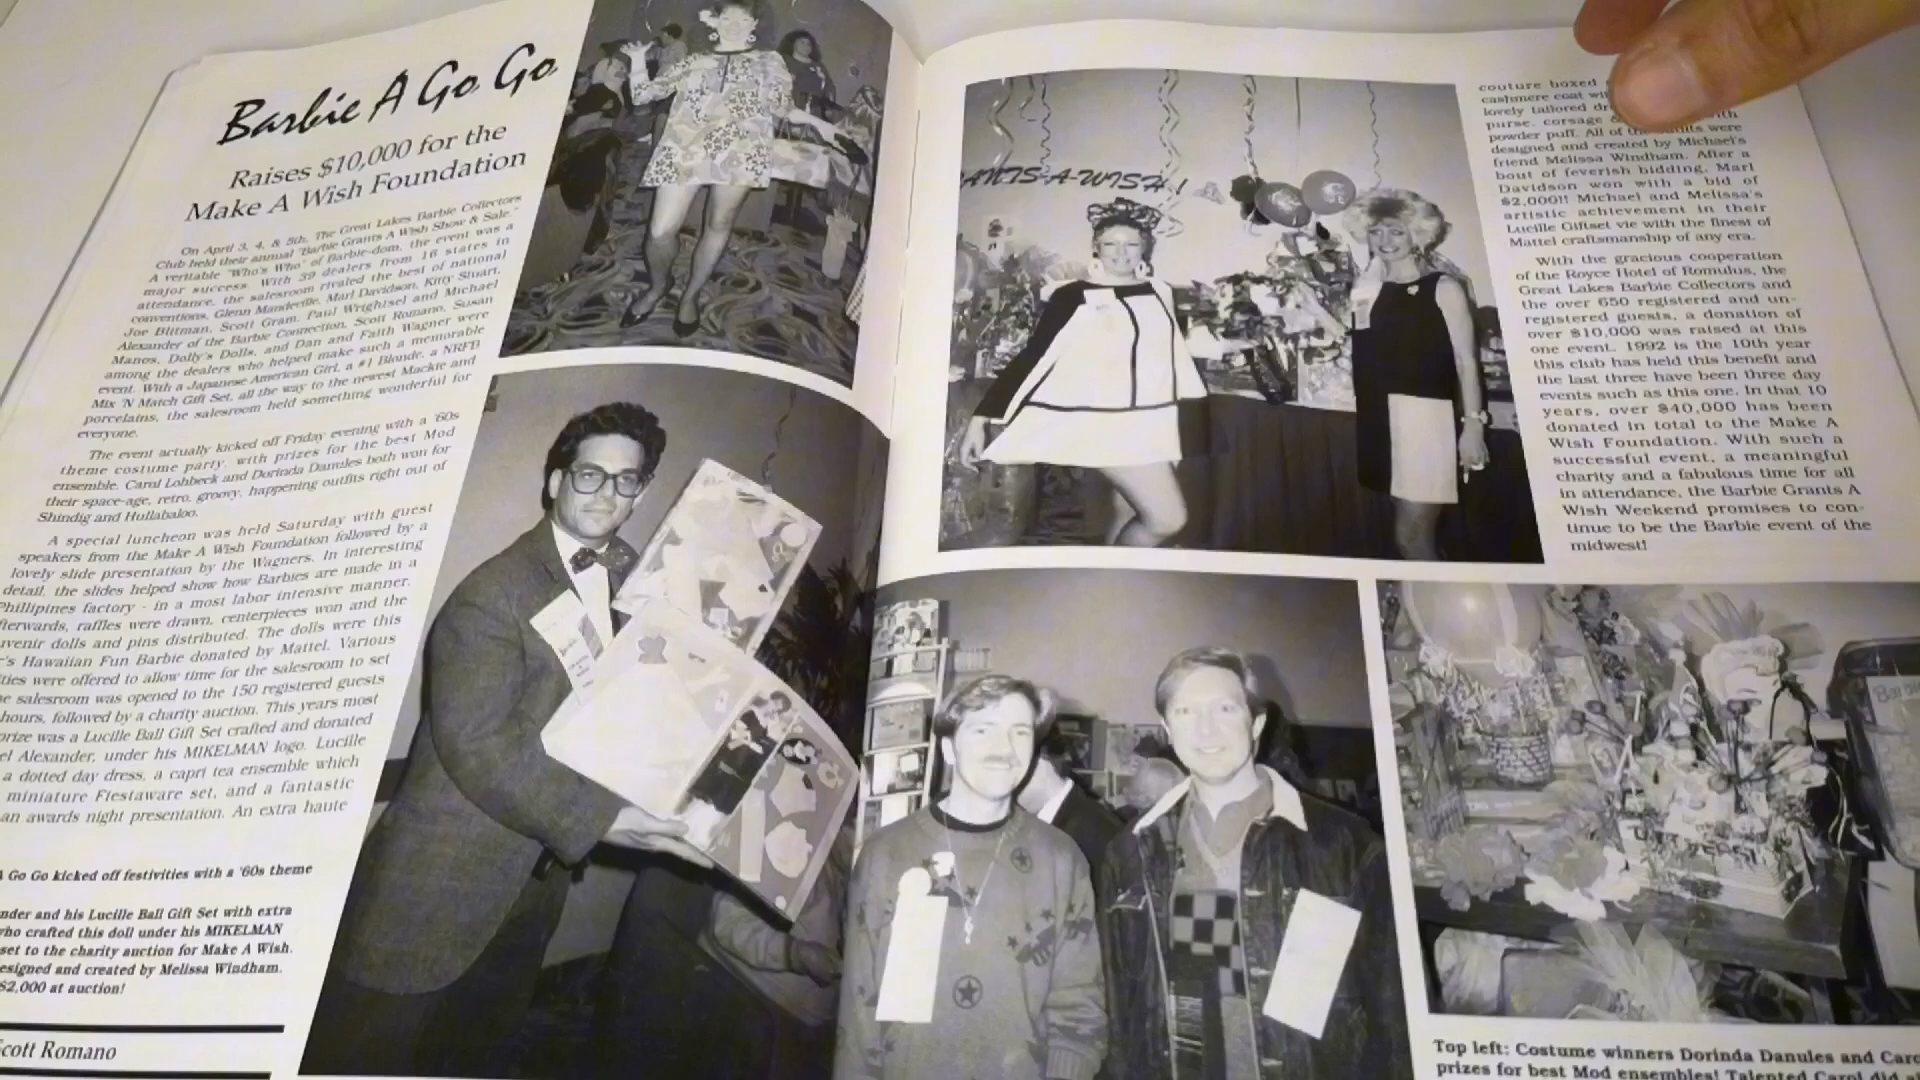 Barbie A Go Go
Raises $10,000 for the
Make A Wish Foundation
On April 3, 4, & 5th, The Great Lakes Barbie Collectors
Club held their annual "Barbie Grants A Wish Show & Sale."
A veritable "Who's Who" of Barbie-dom, the event was a
major success. With 39 dealers from 16 states in
attendance, the salesroom rivaled the best of national
conventions. Glenn Mandeville, Marl Davidson, Kitty Stuart,
Joe Blitman, Scott Gram, Paul Wrightsel and Michael
Alexander of the Barbie Connection, Scott Romano, Susan
Manos, Dolly's Dolls, and Dan and Faith Wagner were
among the dealers who helped make such a memorable
event. With a Japanese American Girl, a #1 Blonde, a NRFB
Mix 'N Match Gift Set, all the way to the newest Mackie and
porcelains, the salesroom held something wonderful for
everyone.
The event actually kicked off Friday evening with a '60s
theme costume party, with prizes for the best Mod
ensemble. Carol Lohbeck and Dorinda Danules both won for
their space-age, retro, groovy, happening outfits right out of
Shindig and Hullabaloo.
A special luncheon was held Saturday with guest
speakers from the Make A Wish Foundation followed by a
lovely slide presentation by the Wagners. In interesting
detail, the slides helped show how Barbies are made in a
Phillipines factory - in a most labor intensive manner.
fterwards, raffles were drawn, centerpieces won and the
uvenir dolls and pins distributed. The dolls were this
r's Hawaiian Fun Barbie donated by Mattel. Various
ties were offered to allow time for the salesroom to set
e salesroom was opened to the 150 registered guests
hours, followed by a charity auction. This years most
prize was a Lucille Ball Gift Set crafted and donated
el Alexander, under his MIKELMAN logo. Lucille
a dotted day dress, a capri tea ensemble which
miniature Fiestaware set, and a fantastic
an awards night presentation. An extra haute
A Go Go kicked off festivities with a '60s theme
nder and his Lucille Ball Gift Set with extra
who crafted this doll under his MIKELMAN
set to the charity auction for Make A Wish.
esigned and created by Melissa Windham.
$2,000 at auction!
Scott Romano
ANTS-A-WISH!
couture boxed
cashmere coat wi
lovely tailored dr
purse, corsage & with
powder puff. All of the outfits were
designed and created by Michael's
friend Melissa Windham. After a
bout of feverish bidding, Marl
Davidson won with a bid of
$2,000!! Michael and Melissa's
artistic achievement in their
Lucille Giftset vie with the finest of
Mattel craftsmanship of any era.
With the gracious cooperation
of the Royce Hotel of Romulus, the
Great Lakes Barbie Collectors and
the over 650 registered and un-
registered guests, a donation of
over $10,000 was raised at this
one event. 1992 is the 10th year
this club has held this benefit and
the last three have been three day
events such as this one. In that 10
years, over $40,000 has been
donated in total to the Make A
Wish Foundation. With such a
successful event, a meaningful
charity and a fabulous time for all
in attendance, the Barbie Grants A
Wish Weekend promises to con-
tinue to be the Barbie event of the
midwest!
Barbie
Top left: Costume winners Dorinda Danules and Caro
prizes for best Mod ensembles! Talented Carol did a